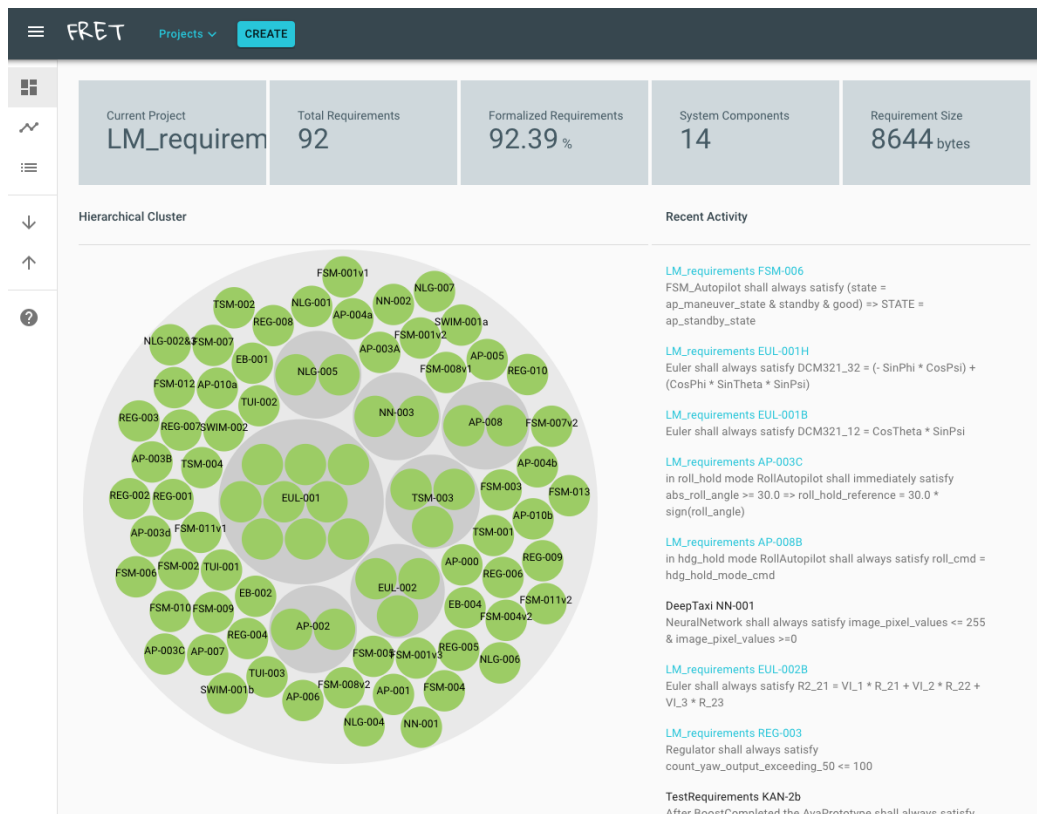 FRET
Projects
CREATE
Current Project
LM_requirem
Total Requirements
92
Formalized Requirements
92.39 %
System Components
14
Requirement Size
8644 bytes
Hierarchical Cluster
FSM-001v1
NLG-007
TSM-002
NLG-001
NN-002
REG-008
AP-004a
SWIM-001a
NLG-002&3
FSM-007
FSM-001v2
EB-001
AP-003A
AP-005
NLG-005
FSM-008v1
REG-010
FSM-012
AP-010a
TUI-002
NN-003
REG-003
REG-007
SWIM-002
AP-008
FSM-007v2
AP-003B
TSM-004
AP-004b
REG-002
REG-001
EUL-001
TSM-003
FSM-003
FSM-013
AP-003d
FSM-011v1
TSM-001
AP-010b
FSM-006
FSM-002
TUI-001
AP-000
REG-009
REG-006
EB-002
EUL-002
FSM-010
FSM-009
EB-004
FSM-011v2
FSM-004v2
REG-004
AP-002
AP-003C
AP-007
FSM-005
FSM-001v3
REG-005
NLG-006
TUI-003
SWIM-001b
AP-006
FSM-008v2
AP-001
FSM-004
NLG-004
NN-001
Recent Activity
LM_requirements FSM-006
FSM_Autopilot shall always satisfy (state =
ap_maneuver_state & standby & good) => STATE =
ap_standby_state
LM_requirements EUL-001H
Euler shall always satisfy DCM321_32 = (- SinPhi * CosPsi) +
(CosPhi * SinTheta * SinPsi)
LM_requirements EUL-001B
Euler shall always satisfy DCM321_12 = CosTheta * SinPsi
LM_requirements AP-003C
in roll_hold mode RollAutopilot shall immediately satisfy
abs_roll_angle >= 30.0 => roll_hold_reference = 30.0 *
sign(roll_angle)
LM_requirements AP-008B
in hdg_hold mode RollAutopilot shall always satisfy roll_cmd =
hdg_hold_mode_cmd
DeepTaxi NN-001
NeuralNetwork shall always satisfy image_pixel_values <= 255
& image_pixel_values >=0
LM_requirements EUL-002B
Euler shall always satisfy R2_21 = VI_1 * R_21 + VI_2 * R_22 +
VI_3 * R_23
LM_requirements REG-003
Regulator shall always satisfy
count_yaw_output_exceeding_50 <= 100
TestRequirements KAN-2b
After BoostCompleted the AvaPrototype shall always satisfy